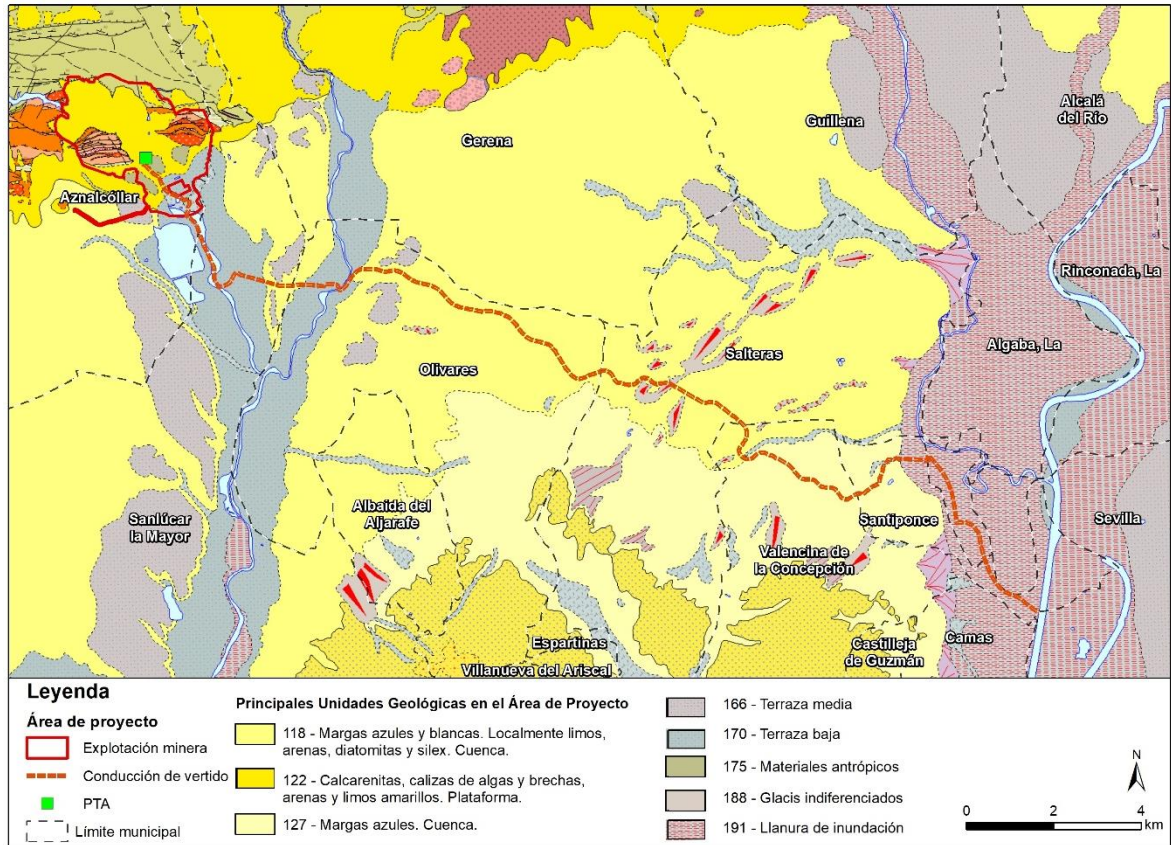 Gerena
Guillena
Alcalá
del Río
Aznalcóllar
Rinconada, La
Algaba, La
Salteras
Olivares
Sanlúcar
la Mayor
Albaida del
Aljarafe
Santiponce
Sevilla
Valencina de
la Concepción
Espartinas
Villanueva del Ariscal
Castilleja
de Guzmán
Camas
Leyenda
Área de proyecto
Explotación minera
Conducción de vertido
PTA
Límite municipal
Principales Unidades Geológicas en el Área de Proyecto
118 - Margas azules y blancas. Localmente limos,
arenas, diatomitas y silex. Cuenca.
122 - Calcarenitas, calizas de algas y brechas,
arenas y limos amarillos. Plataforma.
127 - Margas azules. Cuenca.
166 - Terraza media
170 - Terraza baja
175 - Materiales antrópicos
188 - Glacis indiferenciados
191 - Llanura de inundación
N
0 2 4
km